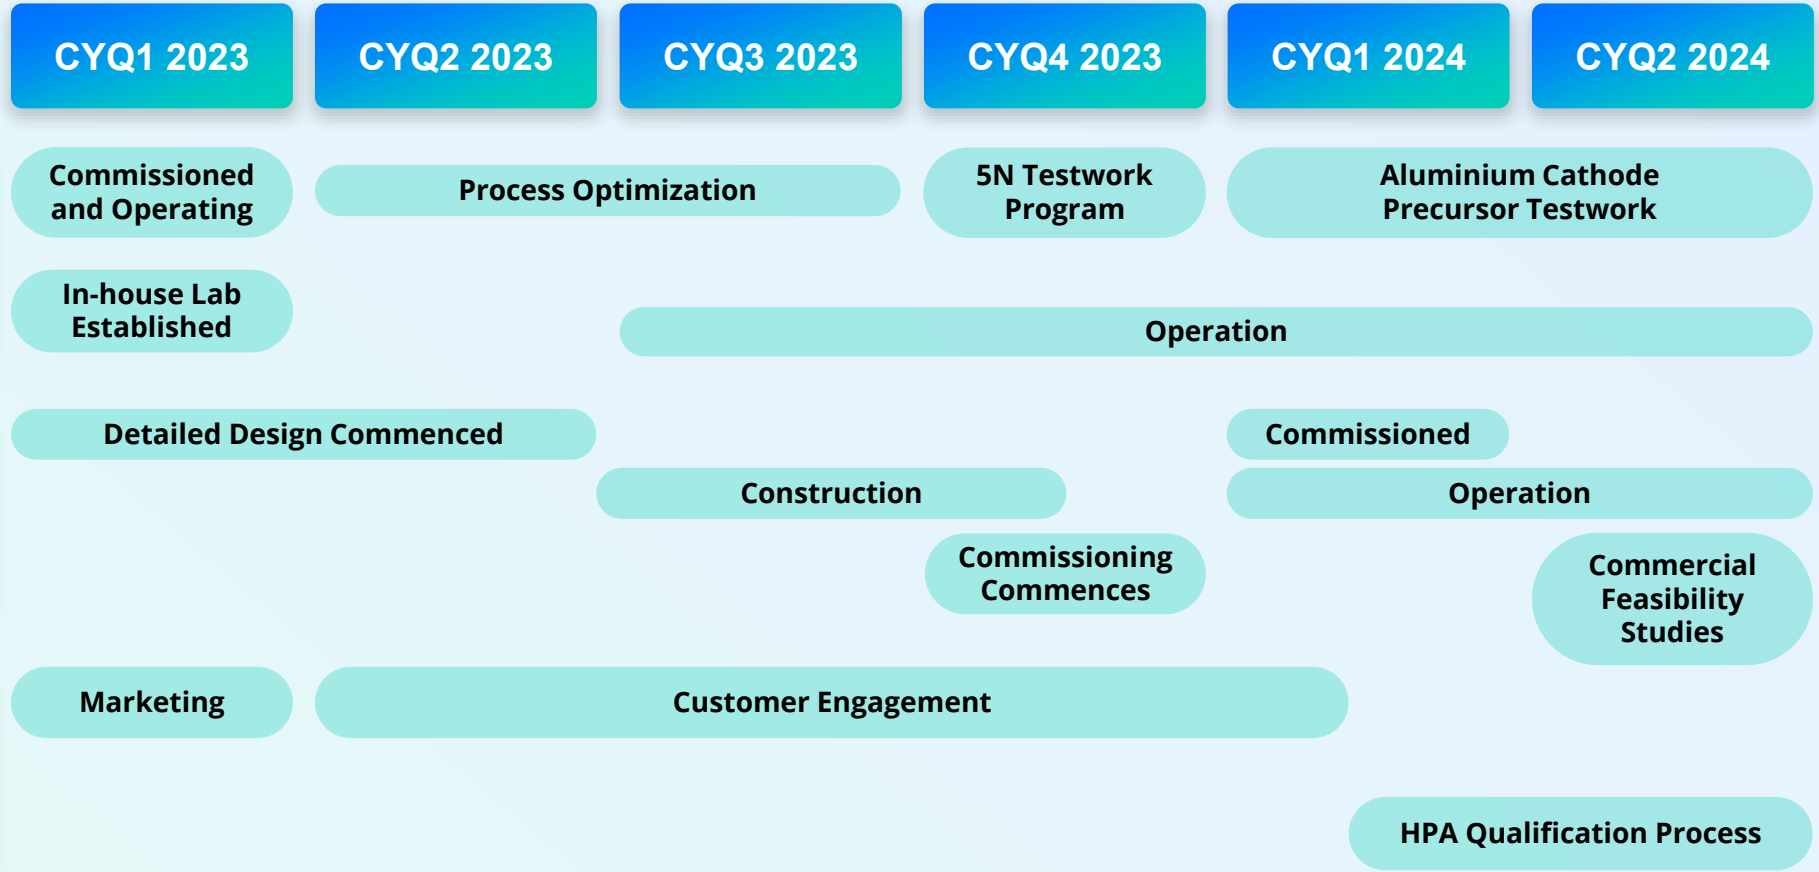 CYQ1 2023
CYQ2 2023
CYQ3 2023
CYQ4 2023
CYQ1 2024
CYQ2 2024
Commissioned
and Operating
Process Optimization
5N Testwork
Program
Aluminium Cathode
Precursor Testwork
In-house Lab
Established
Operation
Detailed Design Commenced
Commissioned
Construction
Operation
Commissioning
Commences
Commercial
Feasibility
Studies
Marketing
Customer Engagement
HPA Qualification Process